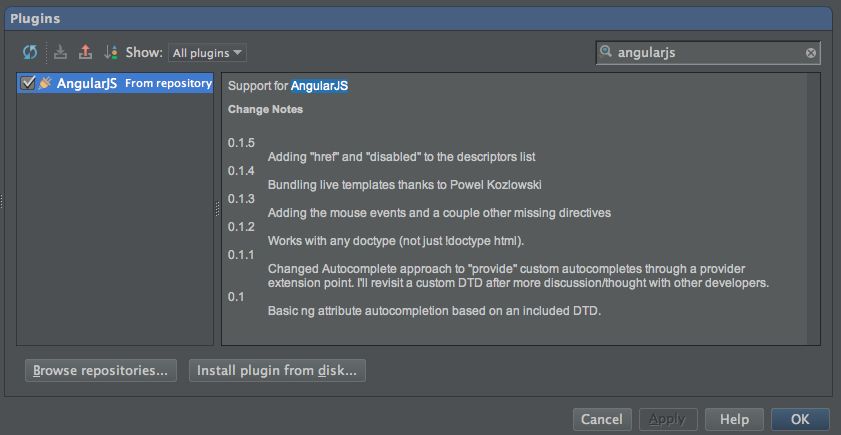 Plugins
Show: All plugins
angularjs
AngularJS From repository
Support for AngularJS
Change Notes
0.1.5
Adding "href" and "disabled" to the descriptors list
0.1.4
Bundling live templates thanks to Powel Kozlowski
0.1.3
Adding the mouse events and a couple other missing directives
0.1.2
Works with any doctype (not just !doctype html).
0.1.1
Changed Autocomplete approach to "provide" custom autocompletes through a provider
extension point. I'll revisit a custom DTD after more discussion/thought with other developers.
0.1
Basic ng attribute autocompletion based on an included DTD.
Browse repositories... Install plugin from disk...
Cancel Apply Help OK